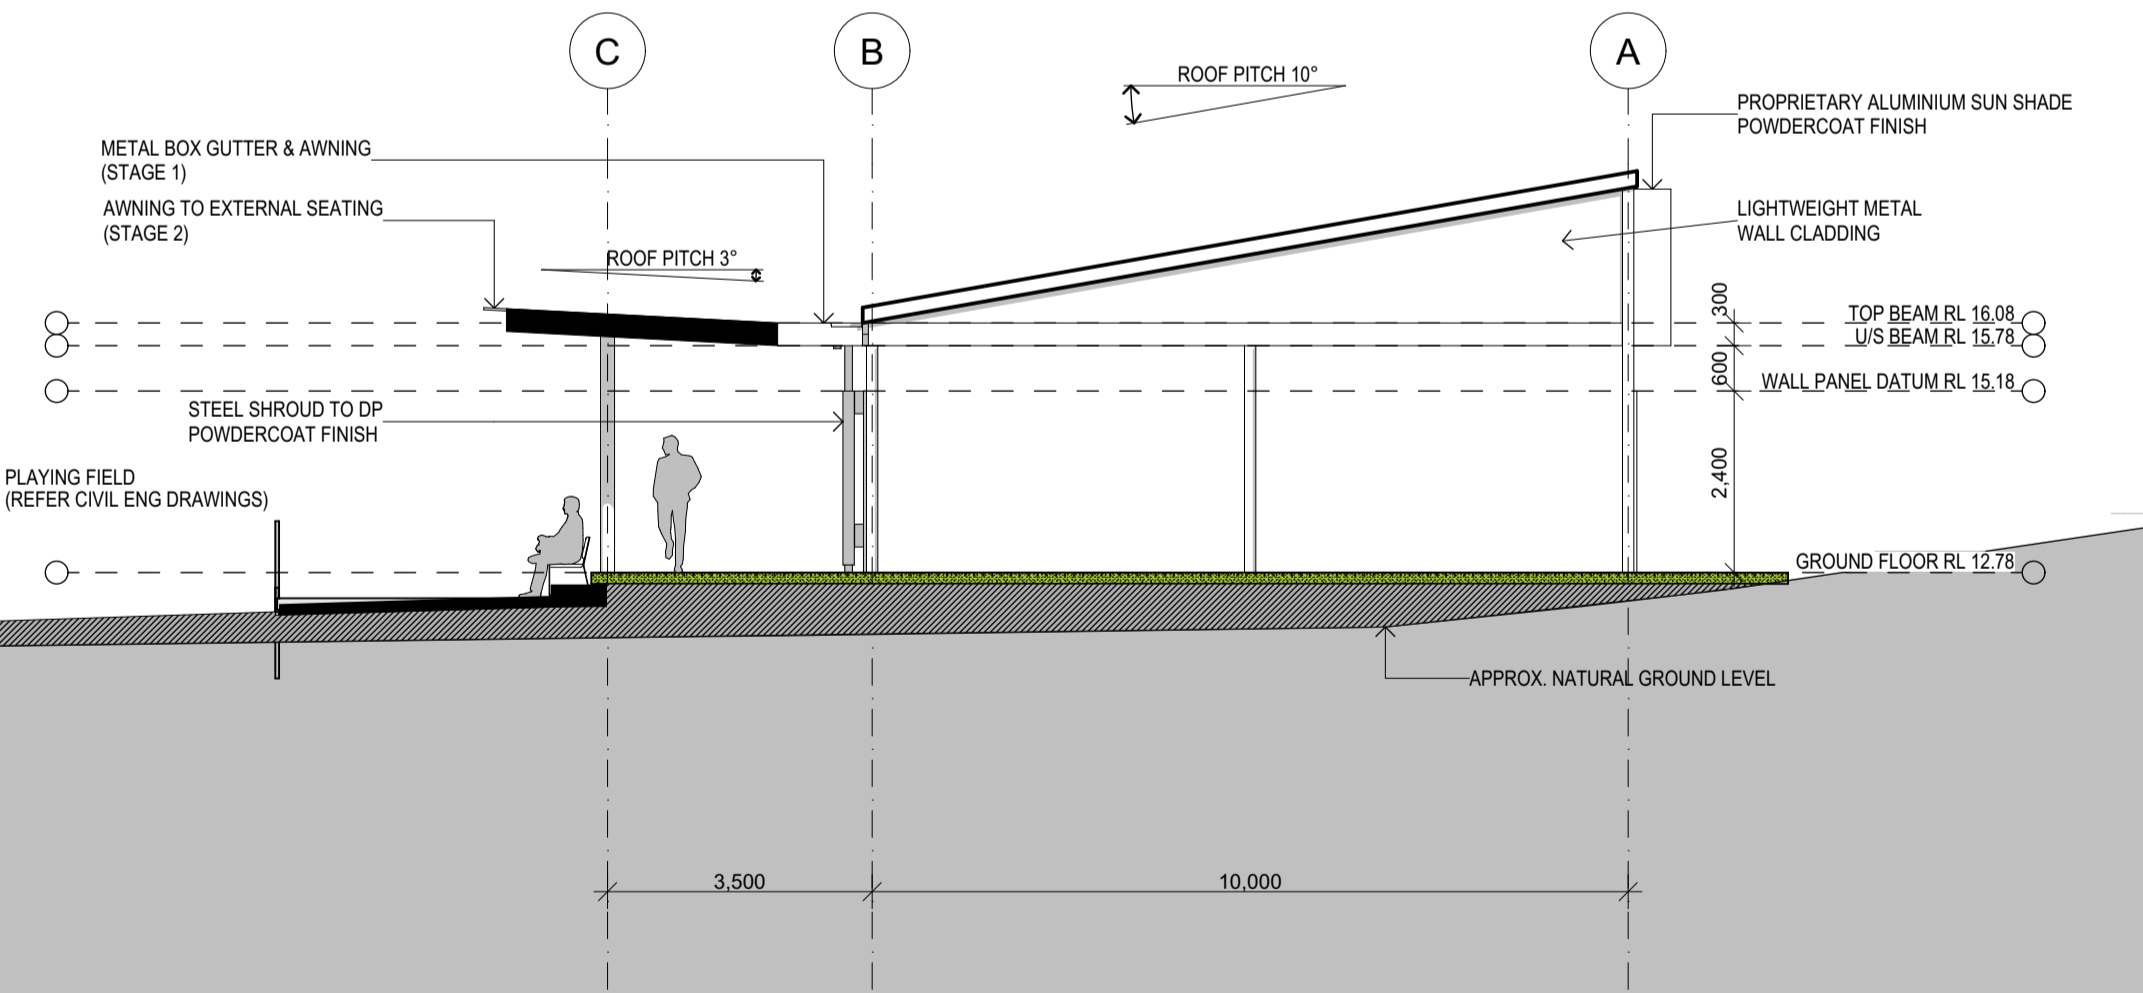 C
B
A
ROOF PITCH 10°
PROPRIETARY ALUMINIUM SUN SHADE
POWDERCOAT FINISH
METAL BOX GUTTER & AWNING
(STAGE 1)
AWNING TO EXTERNAL SEATING
(STAGE 2)
LIGHTWEIGHT METAL
WALL CLADDING
ROOF PITCH 3°
300
TOP BEAM RL 16.08
U/S BEAM RL 15.78
600
WALL PANEL DATUM RL 15.18
STEEL SHROUD TO DP
POWDERCOAT FINISH
2,400
PLAYING FIELD
(REFER CIVIL ENG DRAWINGS)
GROUND FLOOR RL 12.78
APPROX. NATURAL GROUND LEVEL
3,500
10,000